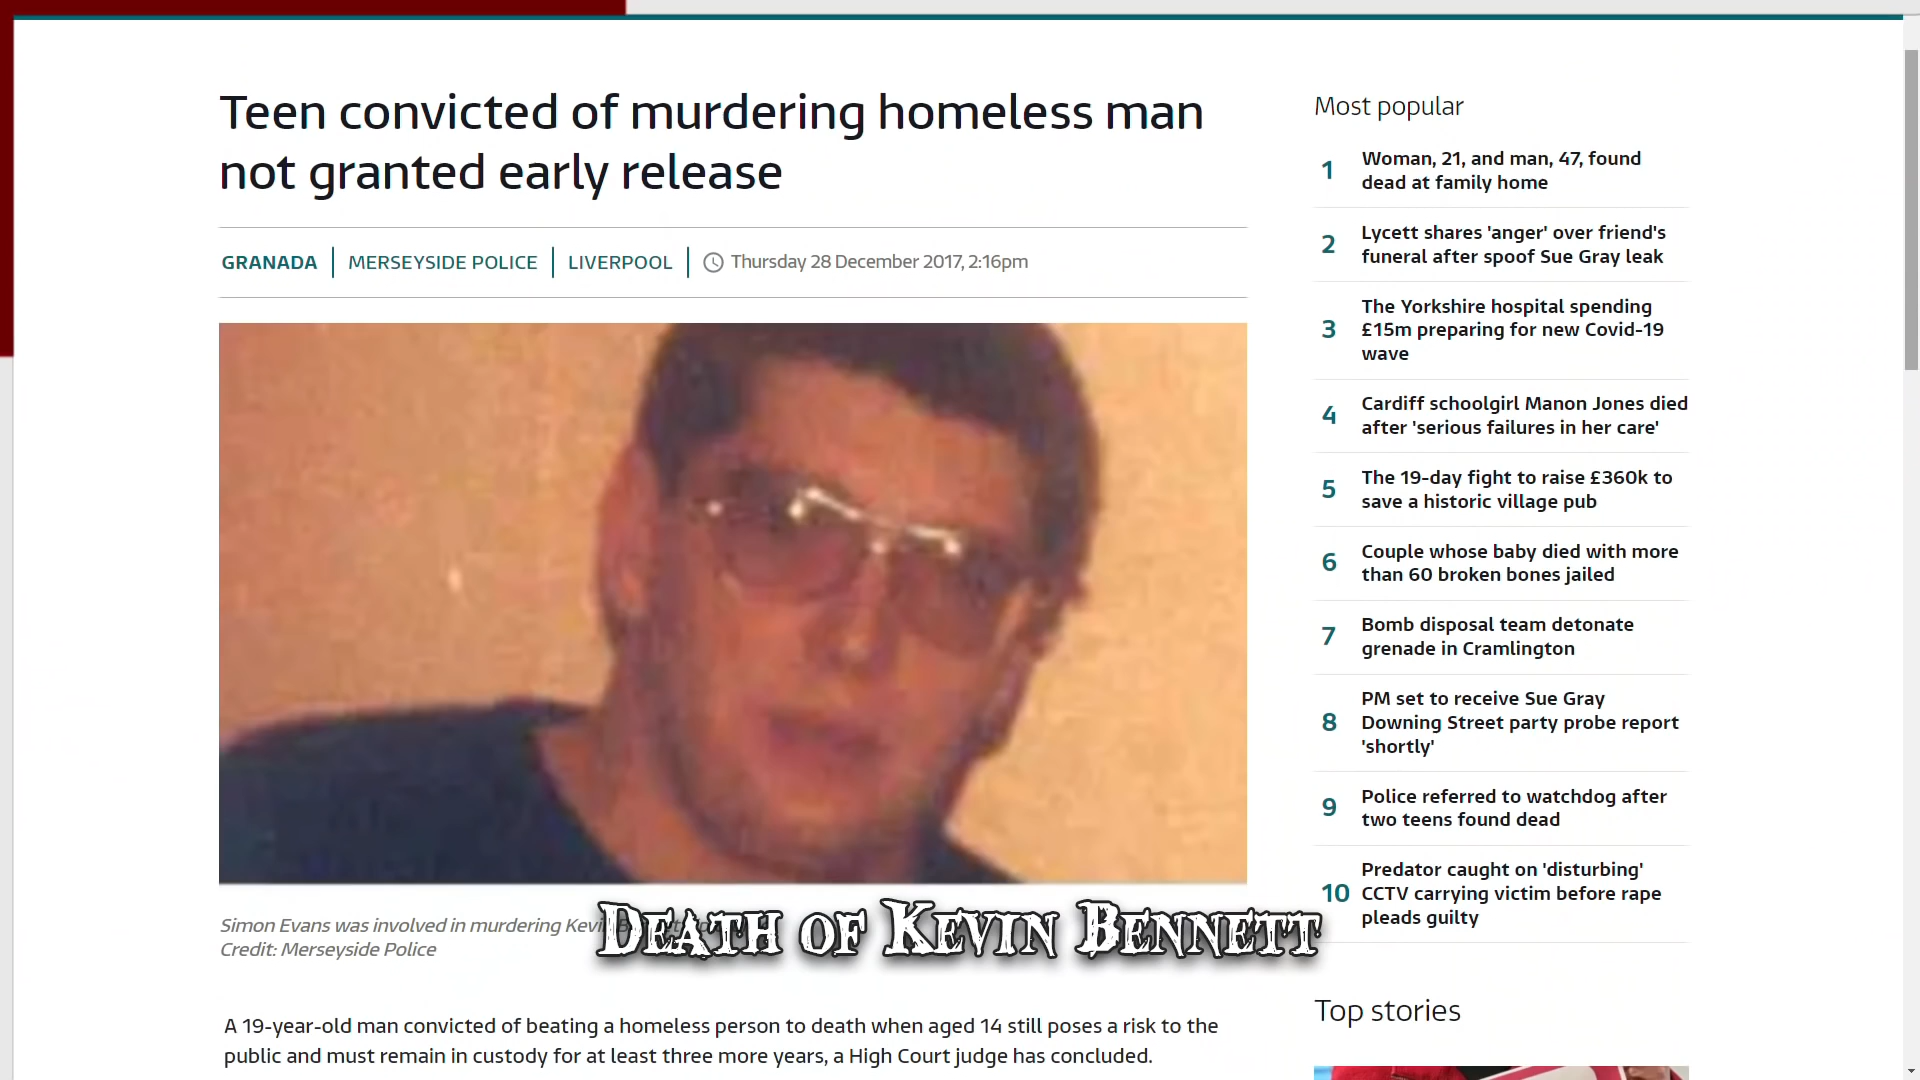 Teen convicted of murdering homeless man
not granted early release
GRANADA
MERSEYSIDE POLICE
LIVERPOOL
Thursday 28 December 2017, 2:16pm
Simon Evans was involved in murdering
Credit: Merseyside Police
DEATH OF KEVIN BENNETT
A 19-year-old man convicted of beating a homeless person to death when aged 14 still poses a risk to the
public and must remain in custody for at least three more years, a High Court judge has concluded.
Most popular
1
Woman, 21, and man, 47, found
dead at family home
2
Lycett shares 'anger' over friend's
funeral after spoof Sue Gray leak
3
The Yorkshire hospital spending
£15m preparing for new Covid-19
wave
4
Cardiff schoolgirl Manon Jones died
after 'serious failures in her care'
5
The 19-day fight to raise £360k to
save a historic village pub
6
Couple whose baby died with more
than 60 broken bones jailed
7
Bomb disposal team detonate
grenade in Cramlington
8
PM set to receive Sue Gray
Downing Street party probe report
'shortly'
9
Police referred to watchdog after
two teens found dead
10
Predator caught on 'disturbing'
CCTV carrying victim before rape
pleads guilty
Top stories